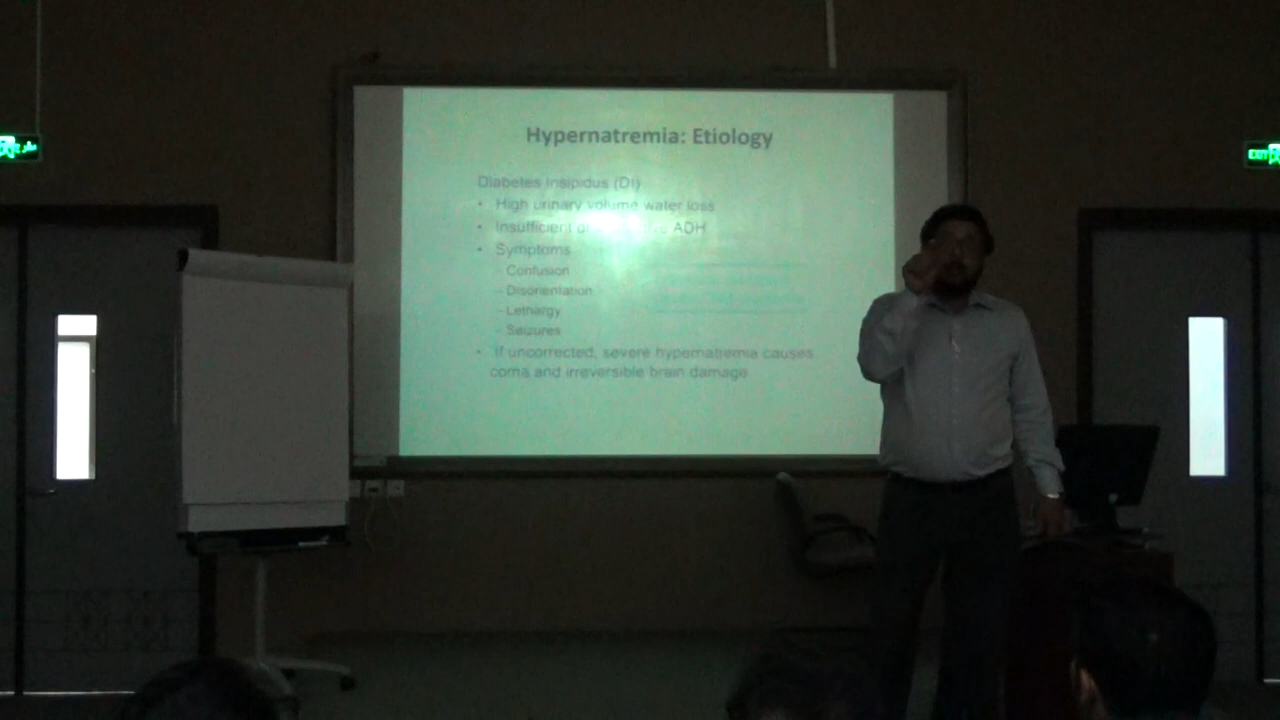 Hypernatremia: Etiology
Diabetes Insipidus (DI)
• High urinary volume water loss
• Insufficient ADH
• Symptoms
- Confusion
- Disorientation
- Lethargy
- Seizures
• If uncorrected, severe hypernatremia causes
coma and irreversible brain damage
EXIT